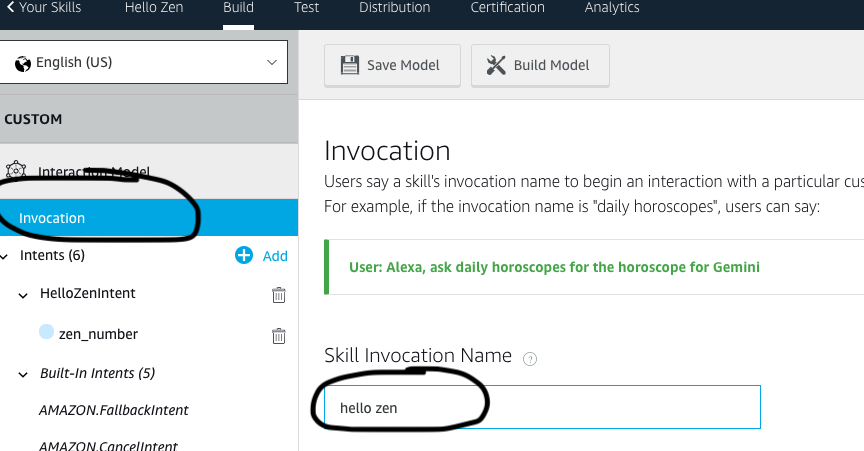 Your Skills Hello Zen Build Test Distribution Certification Analytics
English (US)
Save Model Build Model
CUSTOM
Interaction Model
Invocation
Intents (6) Add
HelloZenIntent
zen_number
Built-In Intents (5)
AMAZON.FallbackIntent
AMAZON.CancelIntent
Invocation
Users say a skill's invocation name to begin an interaction with a particular
For example, if the invocation name is "daily horoscopes", users can say:
User: Alexa, ask daily horoscopes for the horoscope for Gemini
Skill Invocation Name ?
hello zen